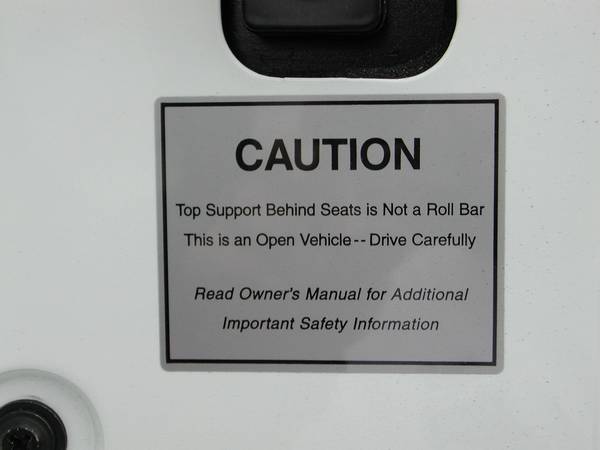 CAUTION
Top Support Behind Seats is Not a Roll Bar
This is an Open Vehicle -- Drive Carefully
Read Owner's Manual for Additional
Important Safety Information